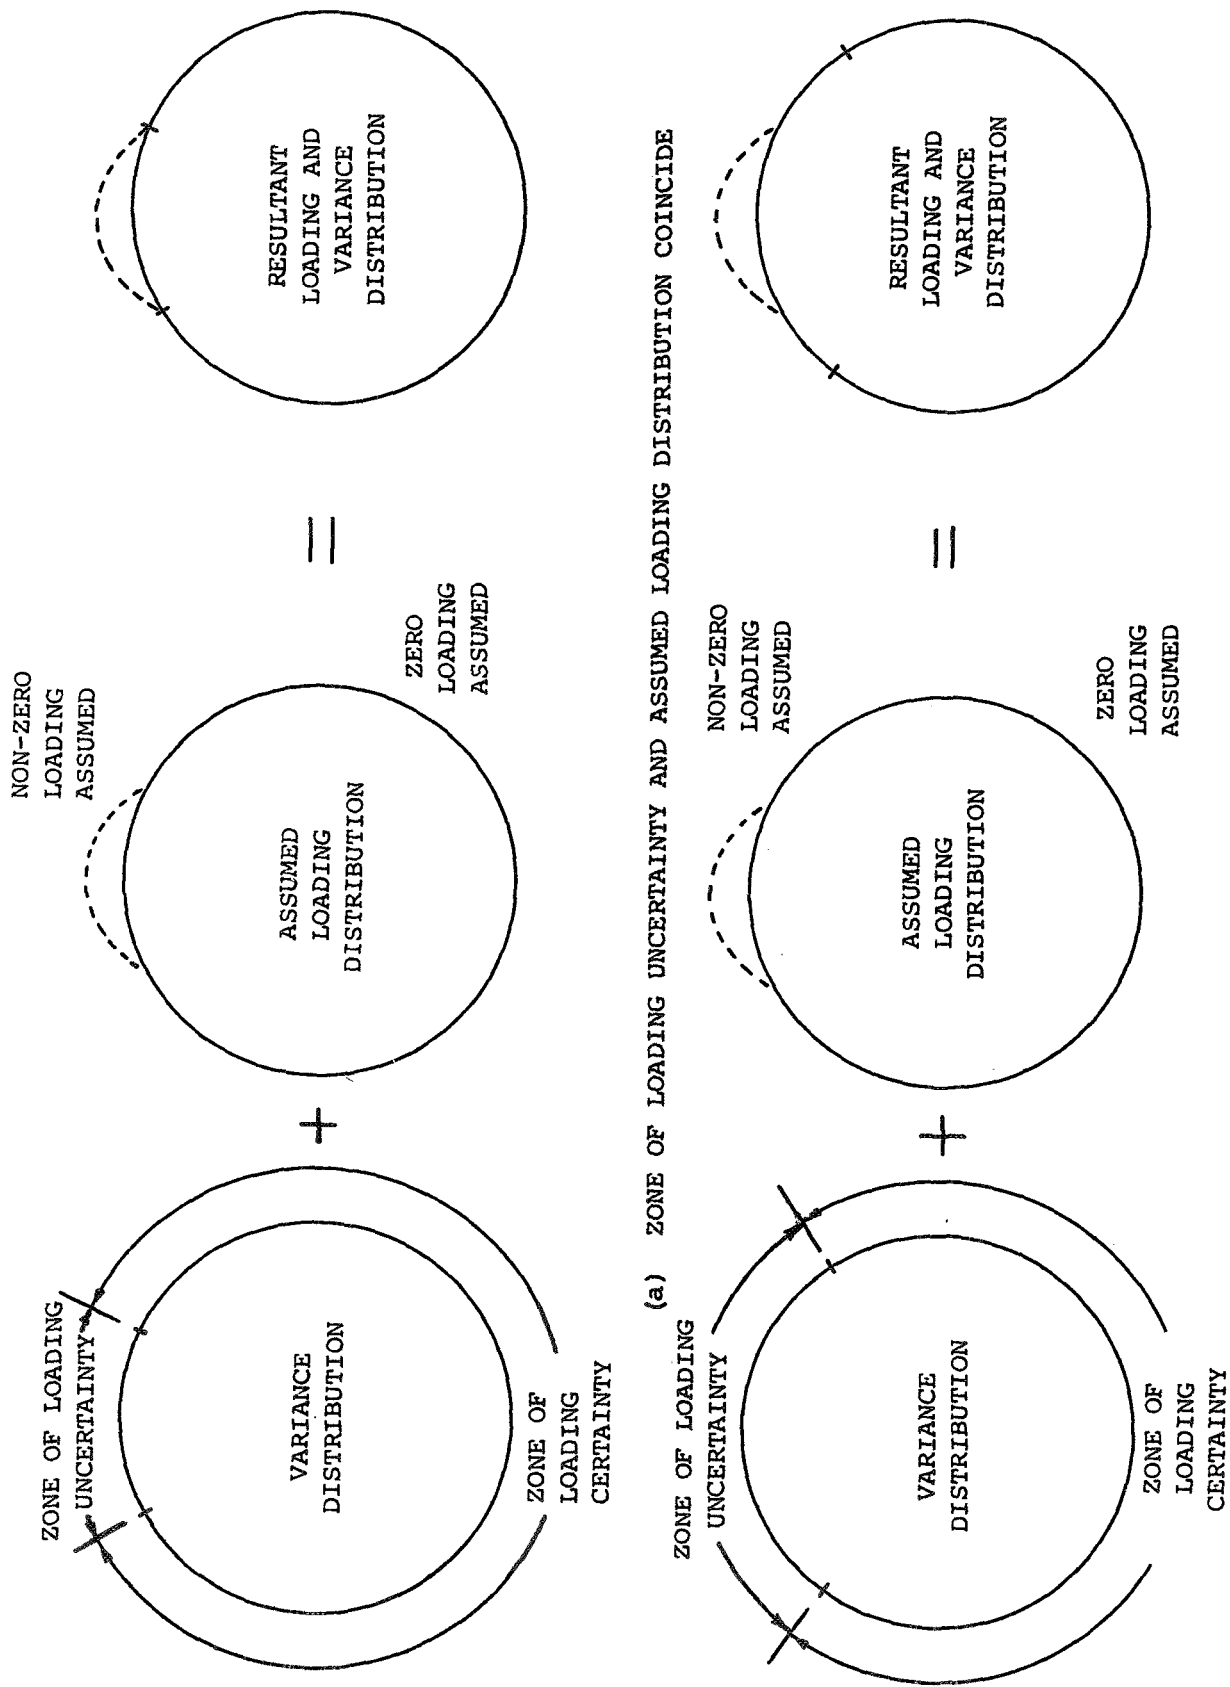 ZONE OF LOADING
UNCERTAINTY
VARIANCE
DISTRIBUTION
ZONE OF
LOADING
CERTAINTY
+
NON-ZERO
LOADING
ASSUMED
ASSUMED
LOADING
DISTRIBUTION
ZERO
LOADING
ASSUMED
=
RESULTANT
LOADING AND
VARIANCE
DISTRIBUTION
(a) ZONE OF LOADING UNCERTAINTY AND ASSUMED LOADING DISTRIBUTION COINCIDE
ZONE OF LOADING
UNCERTAINTY
VARIANCE
DISTRIBUTION
ZONE OF
LOADING
CERTAINTY
+
NON-ZERO
LOADING
ASSUMED
ASSUMED
LOADING
DISTRIBUTION
ZERO
LOADING
ASSUMED
=
RESULTANT
LOADING AND
VARIANCE
DISTRIBUTION